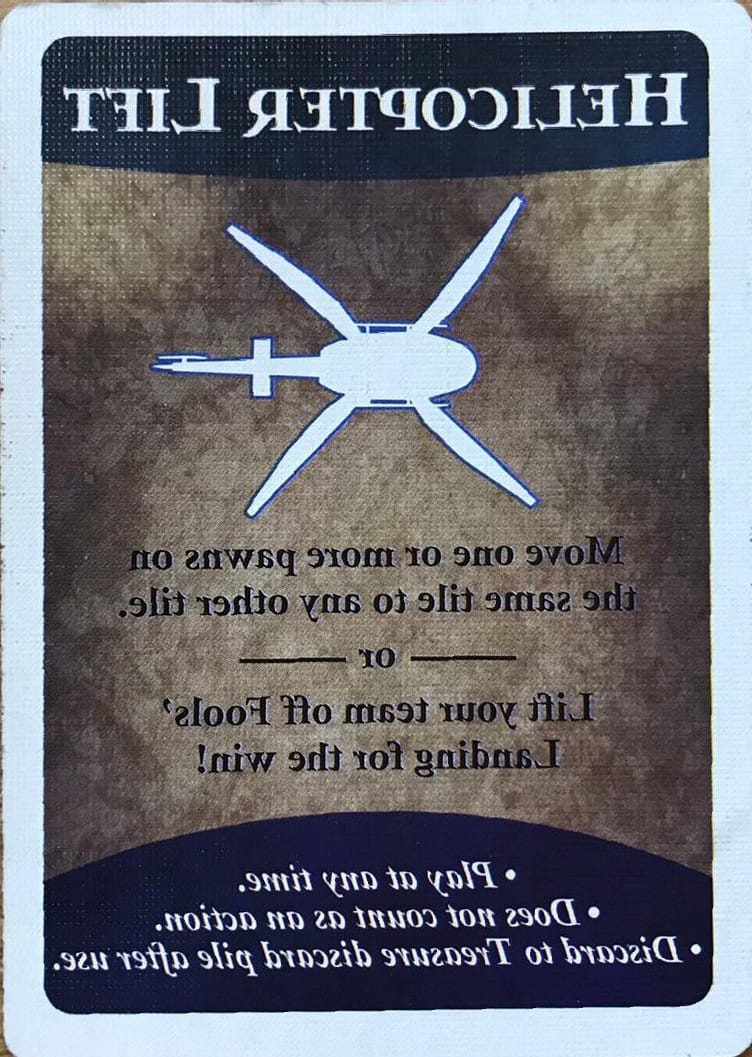 HELICOPTER LIFT
Move one or more pawns on
the same tile to any other tile.
or
Lift your team off Fools'
Landing for the win!
• Play at any time.
• Does not count as an action.
• Discard to Treasure discard pile after use.